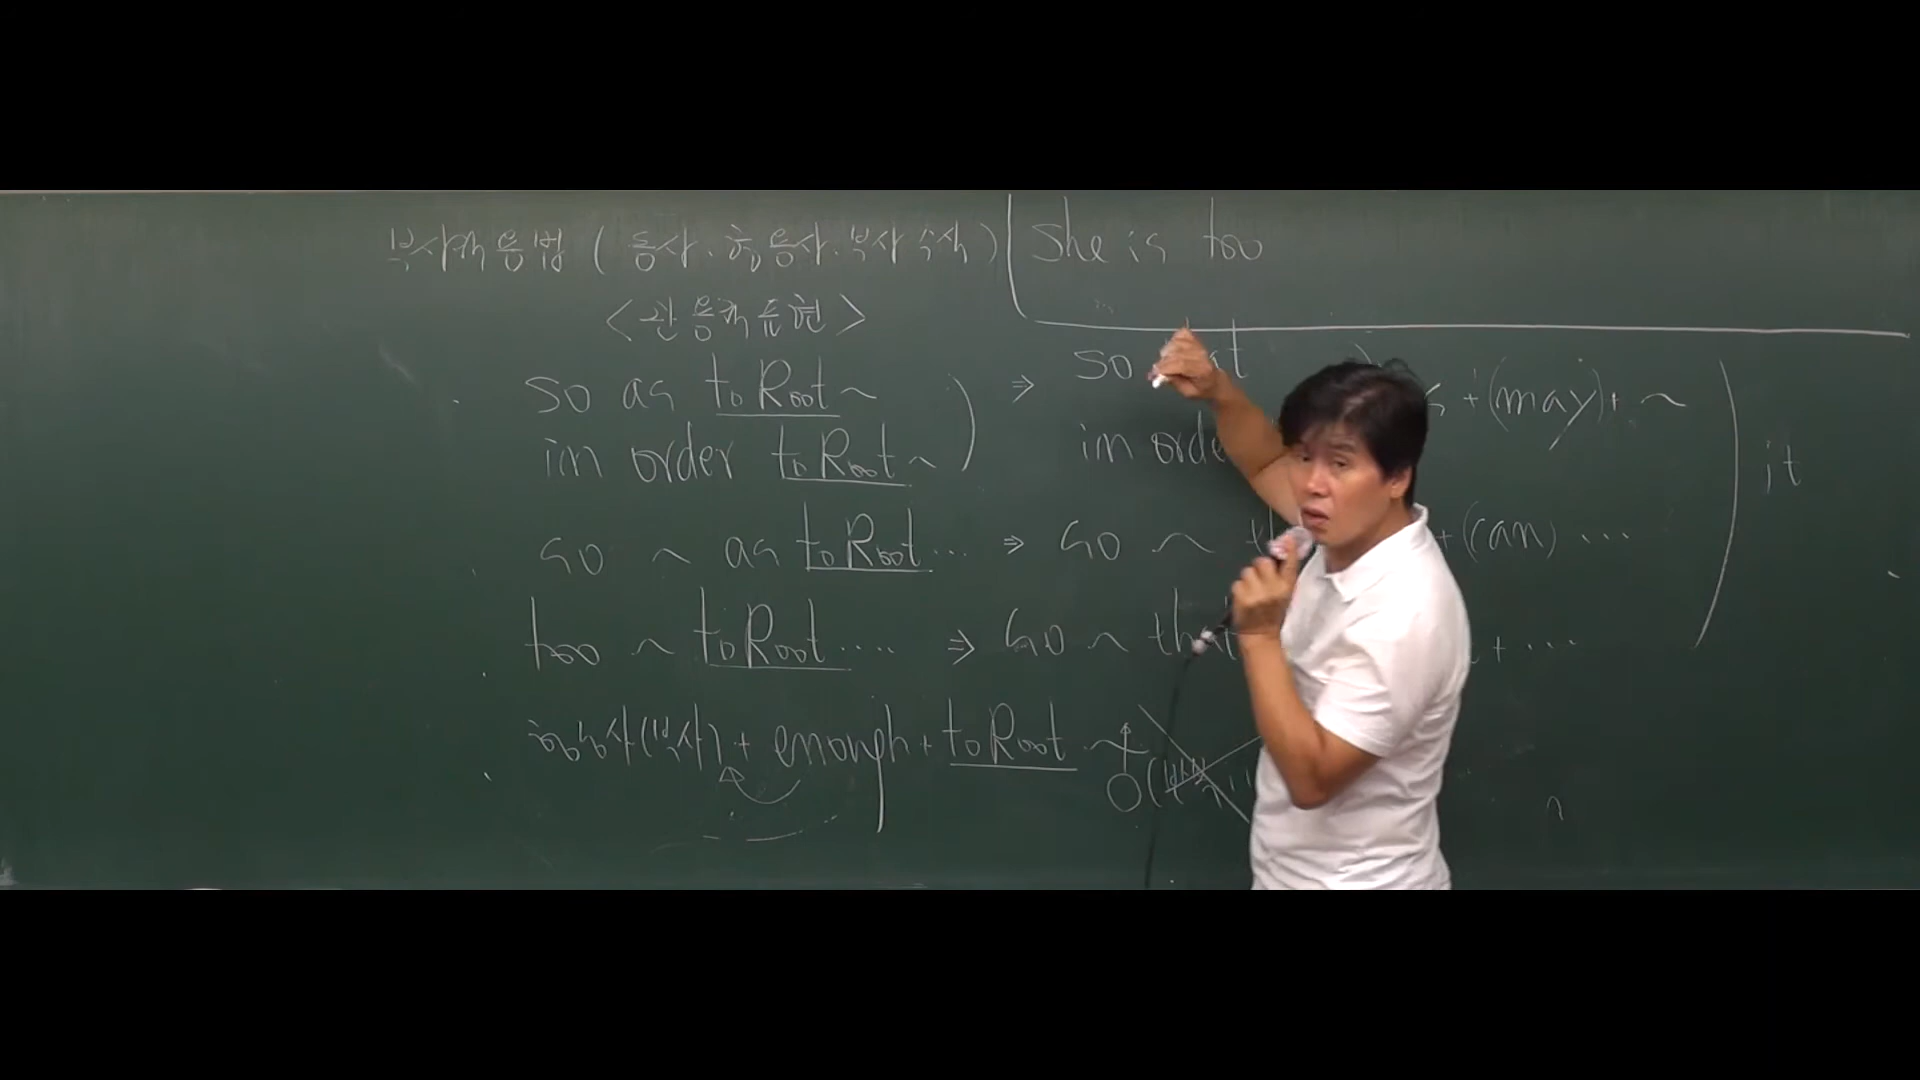 부사적용법 (동사.형용사.부사 수식)
She is too
<관용적표현>
so as to Root ~ ⇒ so that + (may) + ~
in order to Root ~ in orde it
so ~ as to Root ... ⇒ so ~ th + (can) ...
too ~ to Root .... ⇒ so ~ that + ...
형용사(부사) + enough + to Root ~